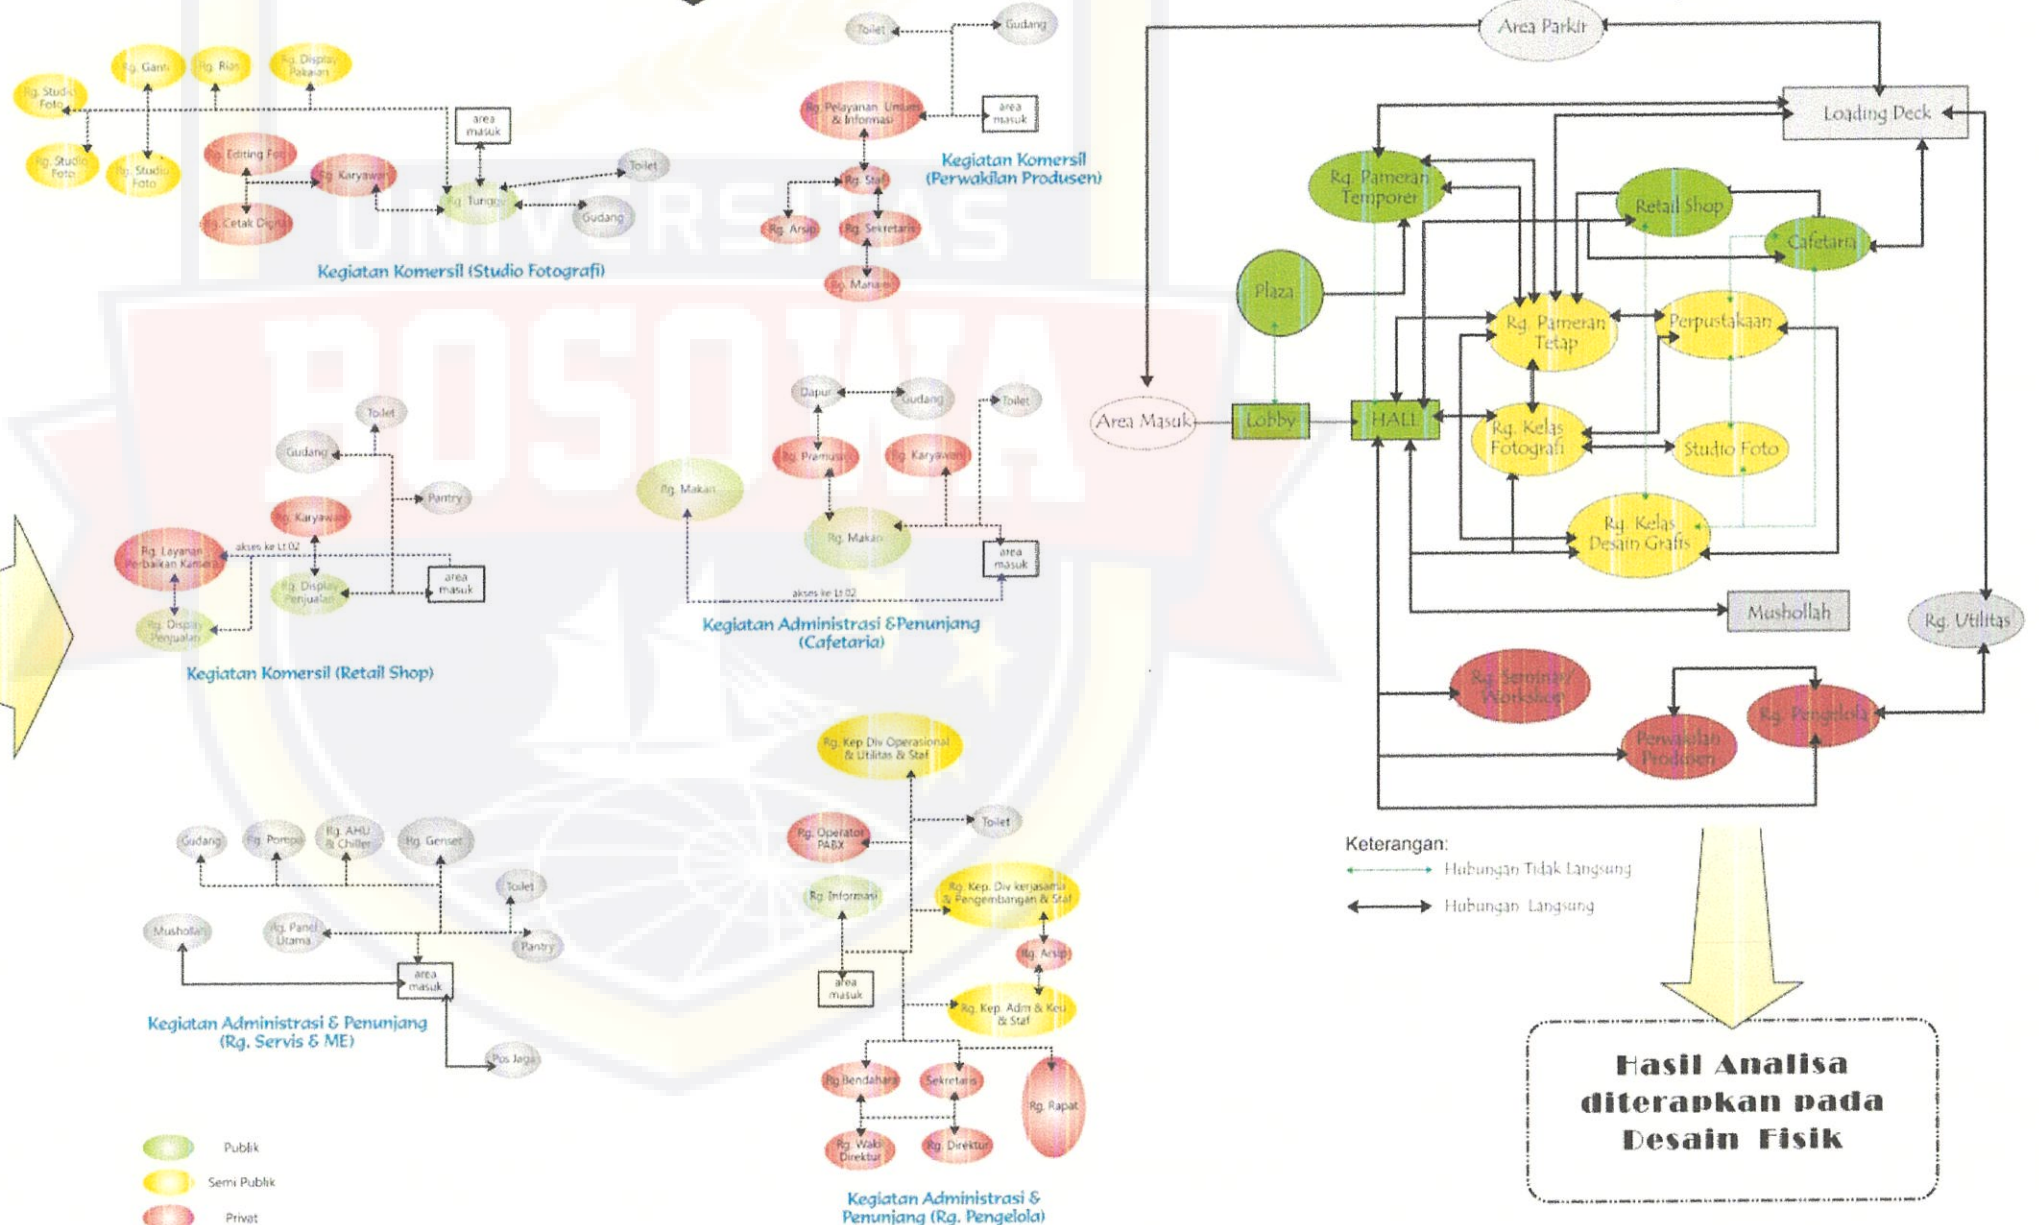 Rg. Studio
Foto
Rg. Ganti
Rg. Rias
Rg. Display
Pakaian
Rg. Studio
Foto
Rg. Studio
Foto
Rg. Editing Foto
Rg. Karyawan
Rg. Cetak Digital
area
masuk
Rg. Tunggu
Toilet
Gudang
Kegiatan Komersil (Studio Fotografi)
Toilet
Gudang
Rg. Pelayanan Umum
& Informasi
area
masuk
Rg. Staf
Rg. Arsip
Rg. Sekretaris
Rg. Manajer
Kegiatan Komersil
(Perwakilan Produsen)
UNIVERSITAS
BOSOWA
Toilet
Gudang
Pantry
Rg. Karyawan
Rg. Layanan
Perbaikan Kamera
akses ke Lt.02
Rg. Display
Penjualan
area
masuk
Rg. Display
Penjualan
Kegiatan Komersil (Retail Shop)
Dapur
Gudang
Toilet
Rg. Pramusaji
Rg. Karyawan
Rg. Makan
Rg. Makan
area
masuk
akses ke Lt.02
Kegiatan Administrasi &Penunjang
(Cafetaria)
Gudang
Rg. Pompa
Rg. AHU
& Chiller
Rg. Genset
Toilet
Mushollah
Rg. Panel
Utama
Pantry
area
masuk
Pos Jaga
Kegiatan Administrasi & Penunjang
(Rg. Servis & ME)
Rg. Kep Div Operasional
& Utilitas & Staf
Toilet
Rg. Operator
PABX
Rg. Informasi
Rg. Kep. Div kerjasama
& Pengembangan & Staf
Rg. Arsip
area
masuk
Rg. Kep. Adm & Keu
& Staf
Rg.Bendahara
Sekretaris
Rg. Rapat
Rg. Wakil
Direktur
Rg. Direktur
Kegiatan Administrasi &
Penunjang (Rg. Pengelola)
Publik
Semi Publik
Privat
Area Parkir
Loading Deck
Rg. Pameran
Temporer
Retail Shop
Cafetaria
Plaza
Rg. Pameran
Tetap
Perpustakaan
Area Masuk
Lobby
HALL
Rg. Kelas
Fotografi
Studio Foto
Rg. Kelas
Desain Grafis
Mushollah
Rg. Utilitas
Rg. Seminar/
Workshop
Rg. Pengelola
Perwakilan
Produsen
Keterangan:
Hubungan Tidak Langsung
Hubungan Langsung
Hasil Analisa
diterapkan pada
Desain Fisik